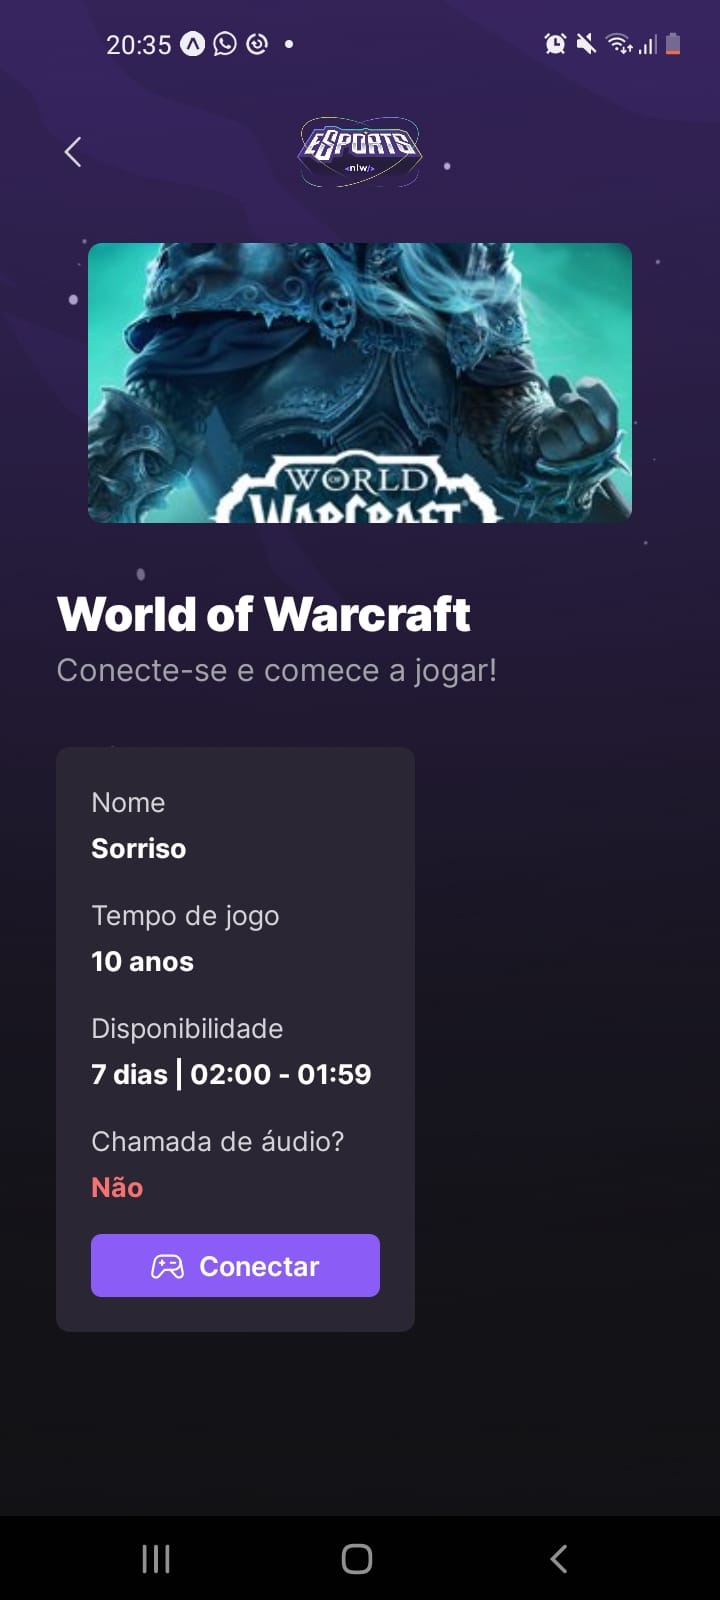 20:35
ESPORTS
<nlw/>
WORLD
OF
WARCRAFT
World of Warcraft
Conecte-se e comece a jogar!
Nome
Sorriso
Tempo de jogo
10 anos
Disponibilidade
7 dias | 02:00 - 01:59
Chamada de áudio?
Não
Conectar